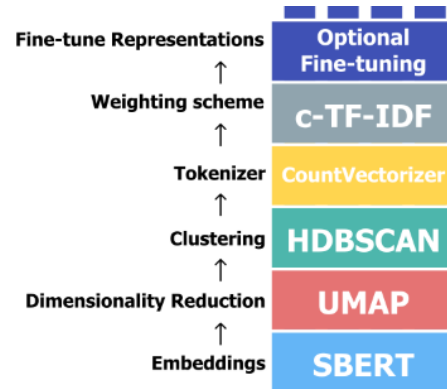 Fine-tune Representations
Optional
Fine-tuning
Weighting scheme
c-TF-IDF
Tokenizer
CountVectorizer
Clustering
HDBSCAN
Dimensionality Reduction
UMAP
Embeddings
SBERT